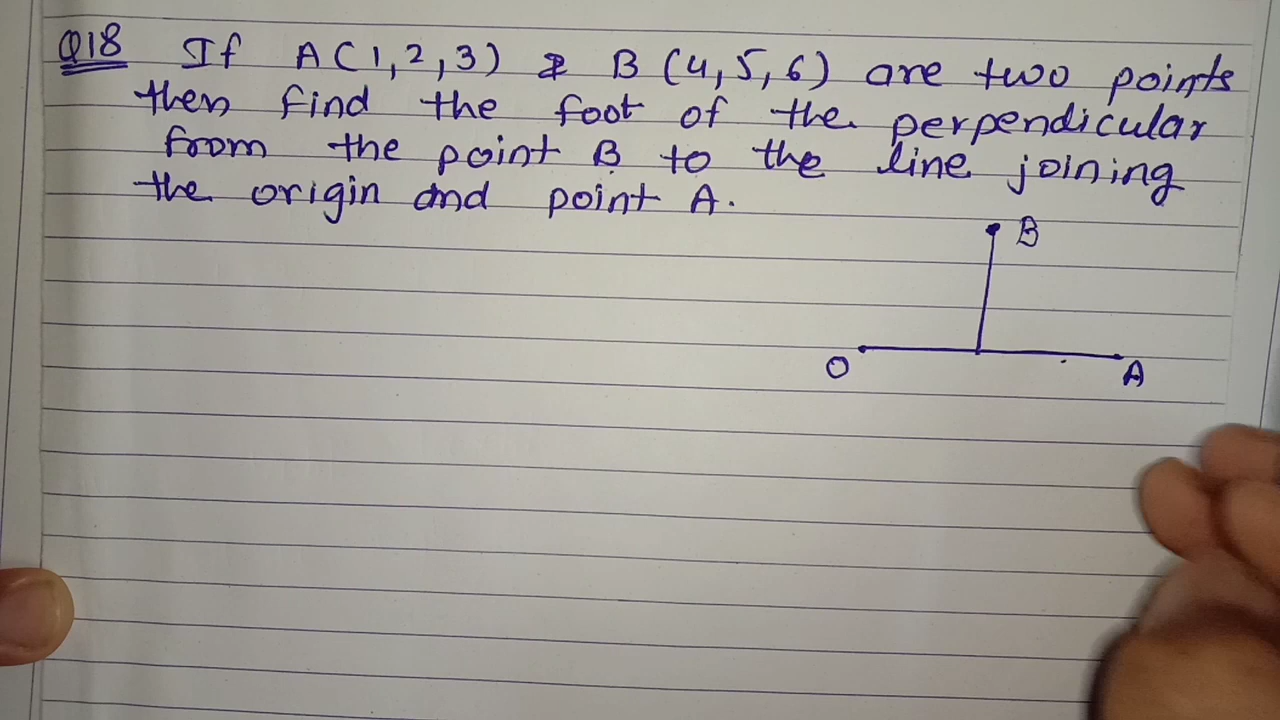 Q18 If A(1,2,3) & B (4,5,6) are two points
then find the foot of the perpendicular
from the point B to the line joining
the origin and point A.
B
O
A